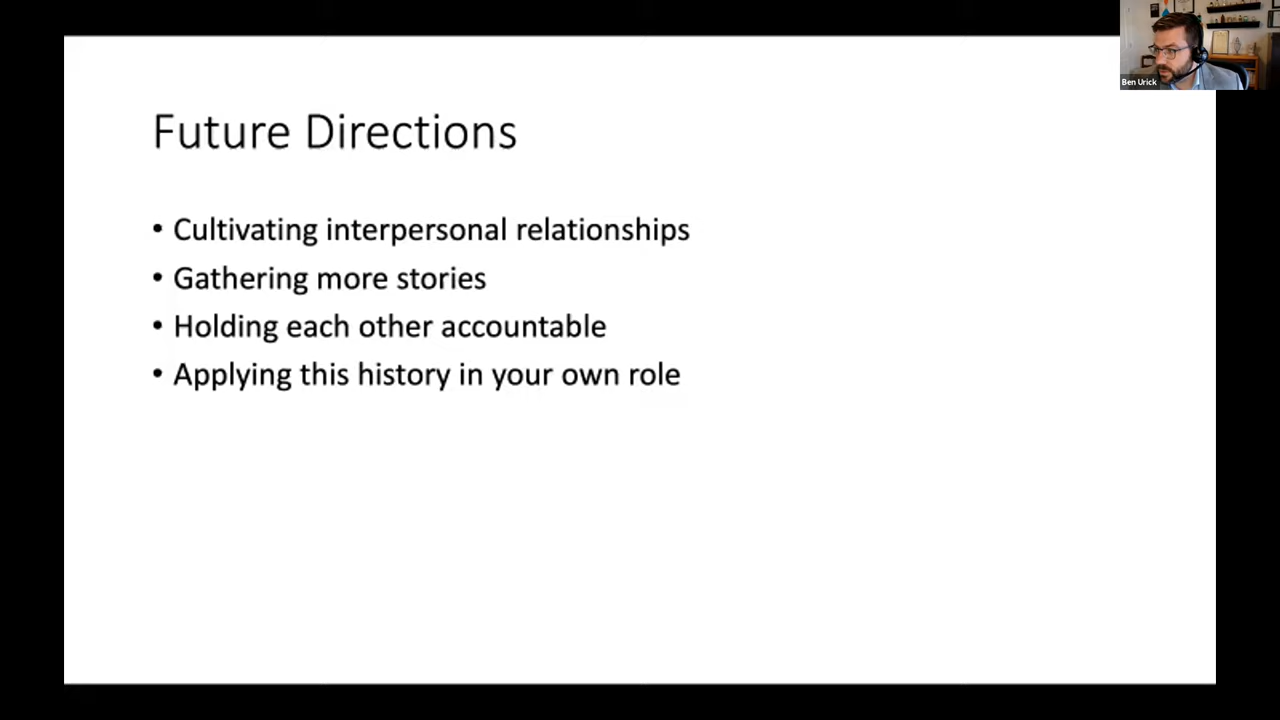 Ben Urick
Future Directions
• Cultivating interpersonal relationships
• Gathering more stories
• Holding each other accountable
• Applying this history in your own role